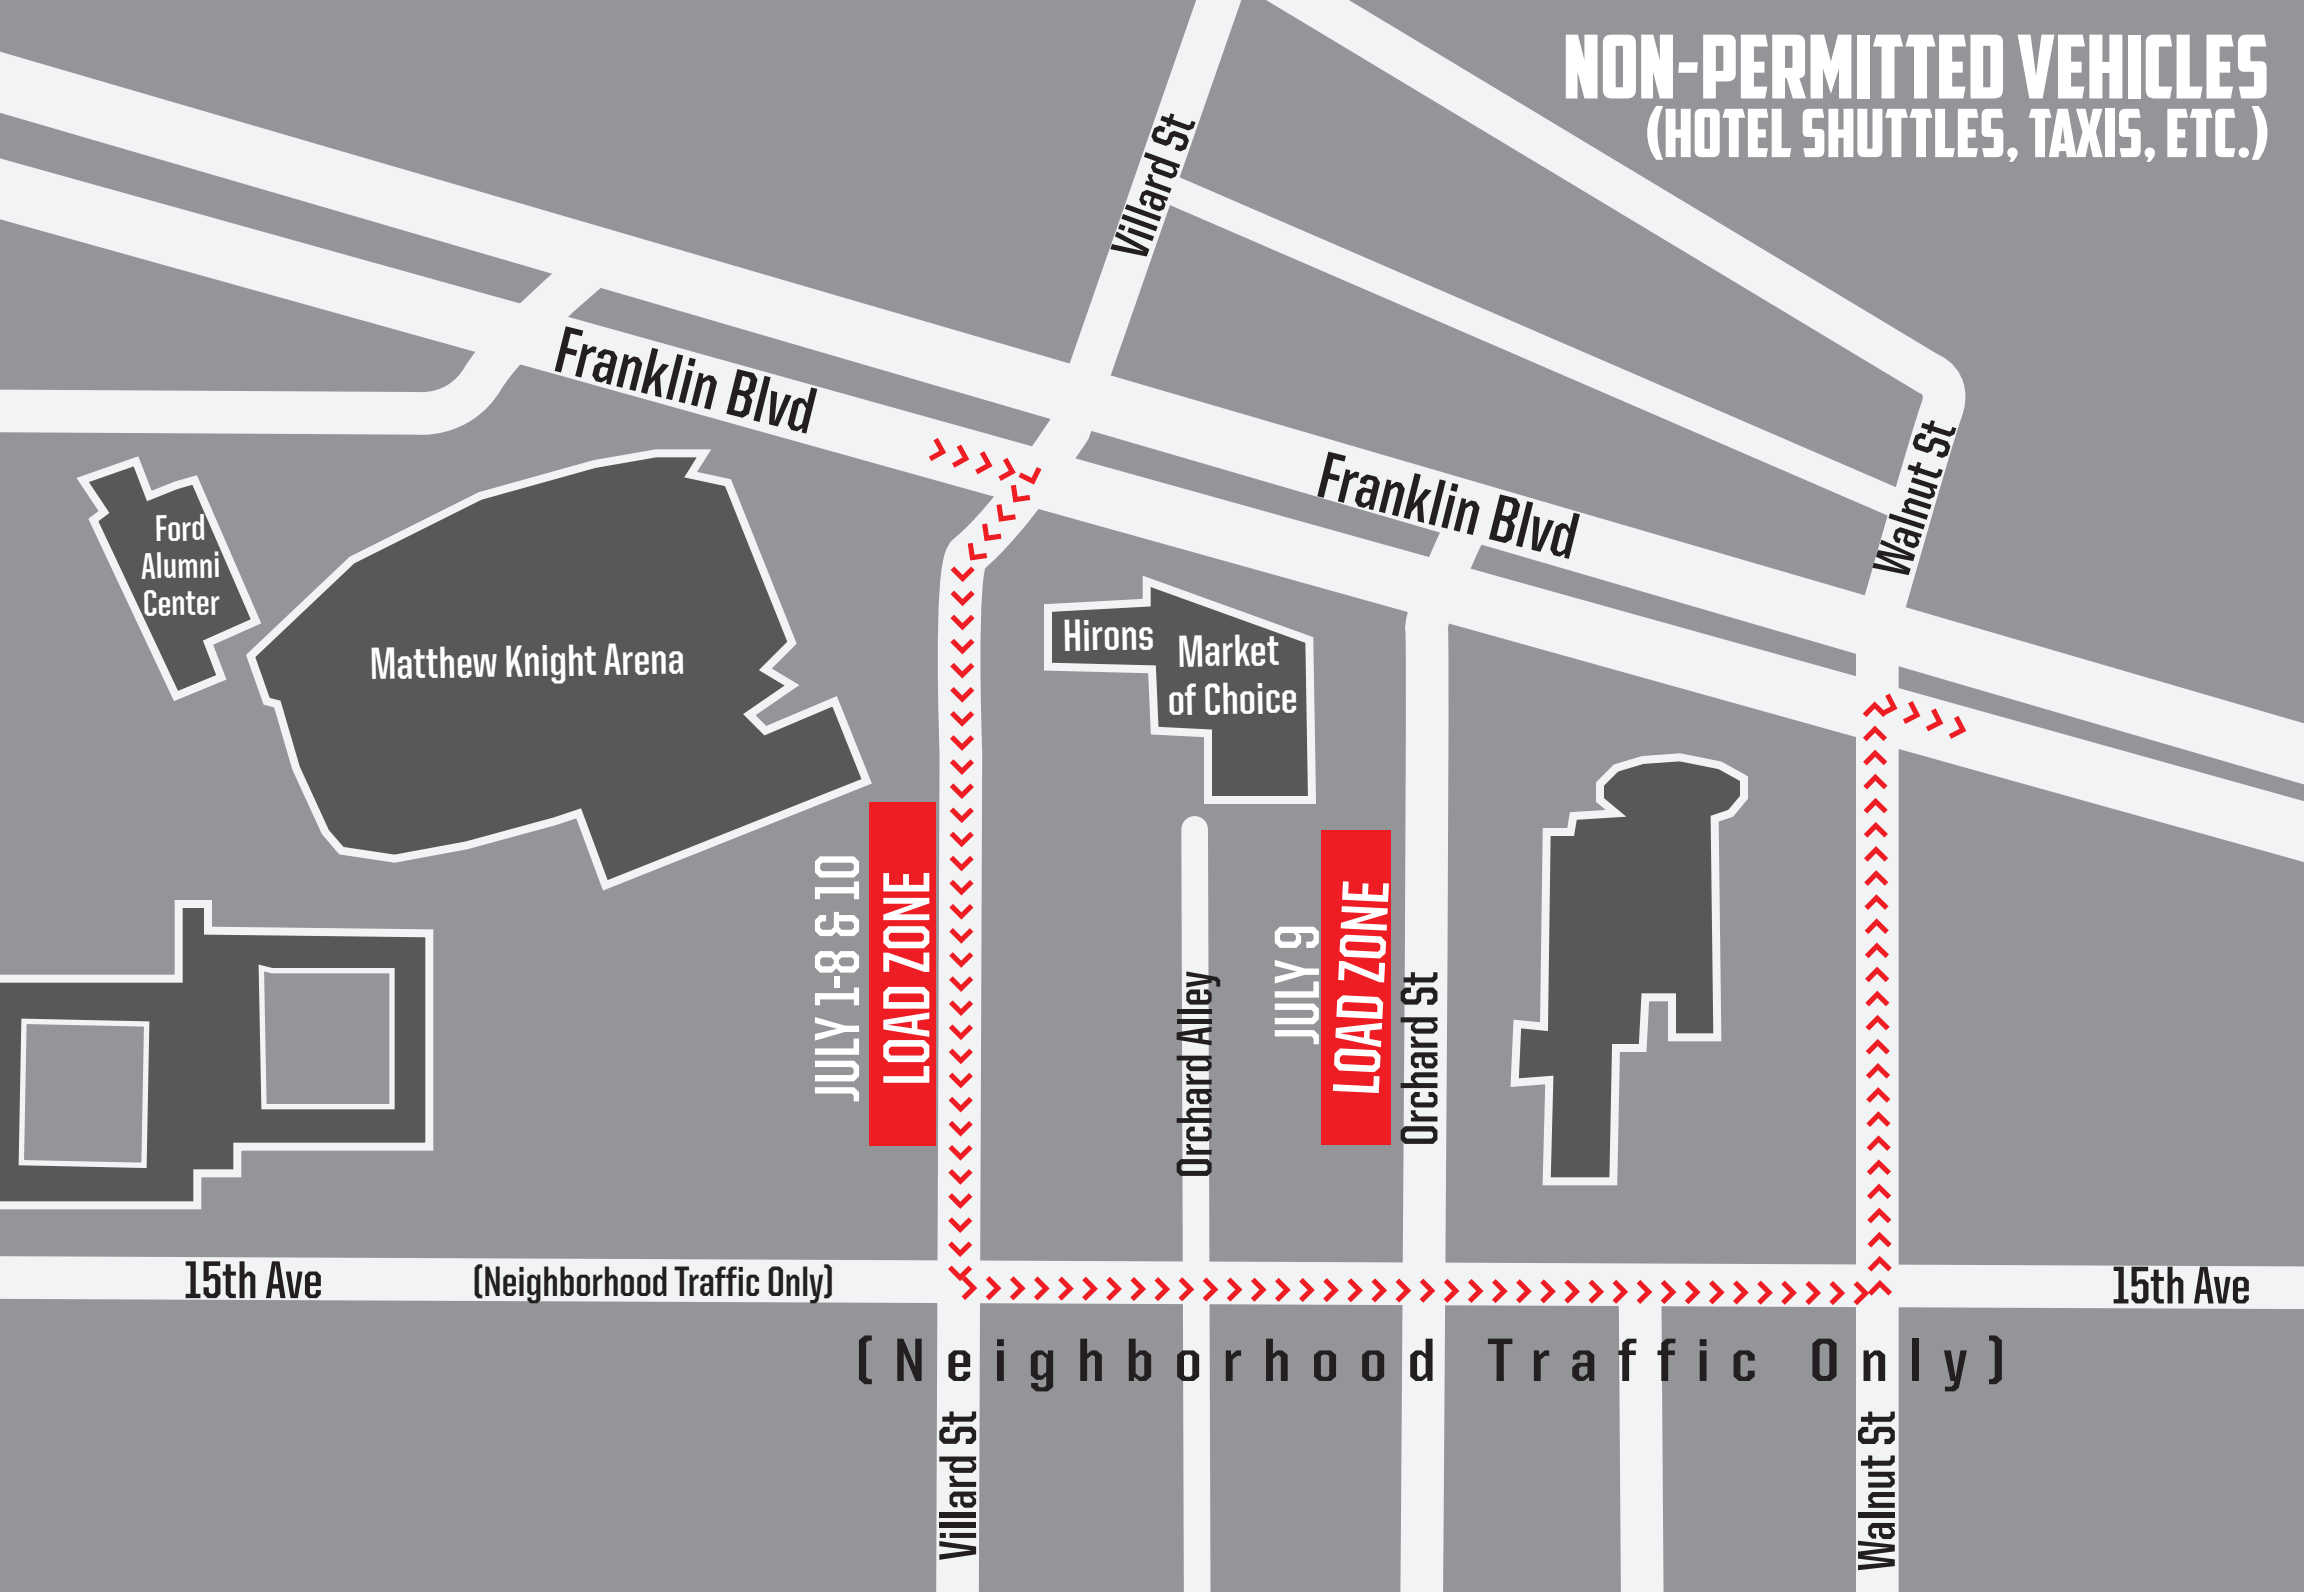 NON-PERMITTED VEHICLES
(HOTEL SHUTTLES, TAXIS, ETC.)
Villard St
Franklin Blvd
Franklin Blvd
Walnut St
Ford
Alumni
Center
Matthew Knight Arena
Hirons
Market
of Choice
JULY 1-8 & 10
LOAD ZONE
Orchard Alley
JULY 9
LOAD ZONE
Orchard St
15th Ave
(Neighborhood Traffic Only)
15th Ave
(Neighborhood Traffic Only)
Villard St
Walnut St